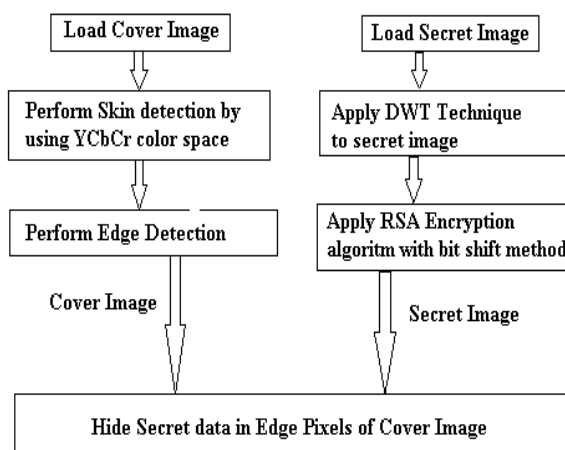 Load Cover Image
Perform Skin detection by
using YCbCr color space
Perform Edge Detection
Cover Image
Load Secret Image
Apply DWT Technique
to secret image
Apply RSA Encryption
algoritm with bit shift method
Secret Image
Hide Secret data in Edge Pixels of Cover Image